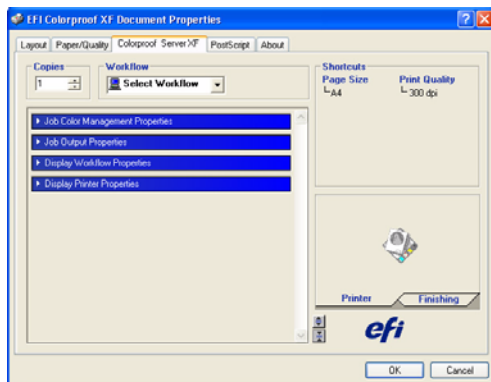 EFI Colorproof XF Document Properties
Layout Paper/Quality Colorproof Server XF PostScript About
Copies
1
Workflow
Select Workflow
Job Color Management Properties
Job Output Properties
Display Workflow Properties
Display Printer Properties
Shortcuts
Page Size
A4
Print Quality
300 dpi
Printer
Finishing
efi
OK
Cancel